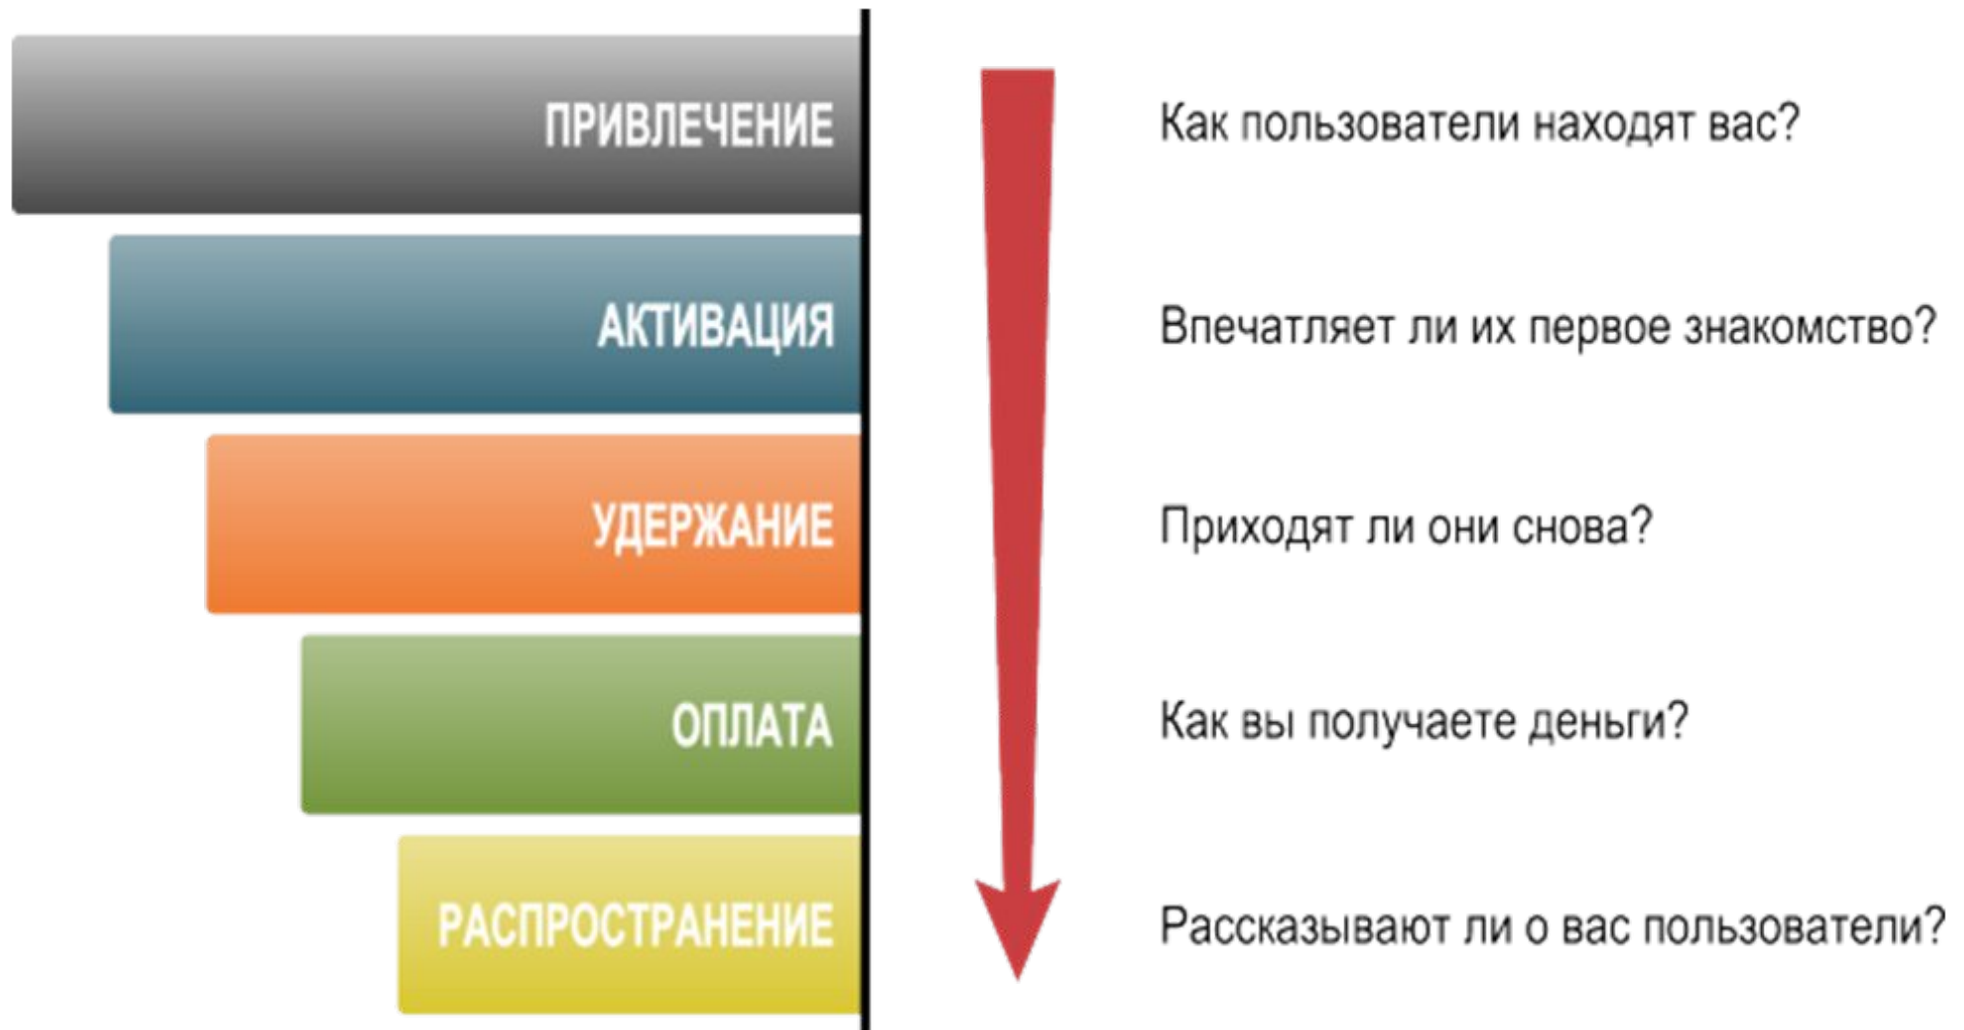 ПРИВЛЕЧЕНИЕ
Как пользователи находят вас?
АКТИВАЦИЯ
Впечатляет ли их первое знакомство?
УДЕРЖАНИЕ
Приходят ли они снова?
ОПЛАТА
Как вы получаете деньги?
РАСПРОСТРАНЕНИЕ
Рассказывают ли о вас пользователи?